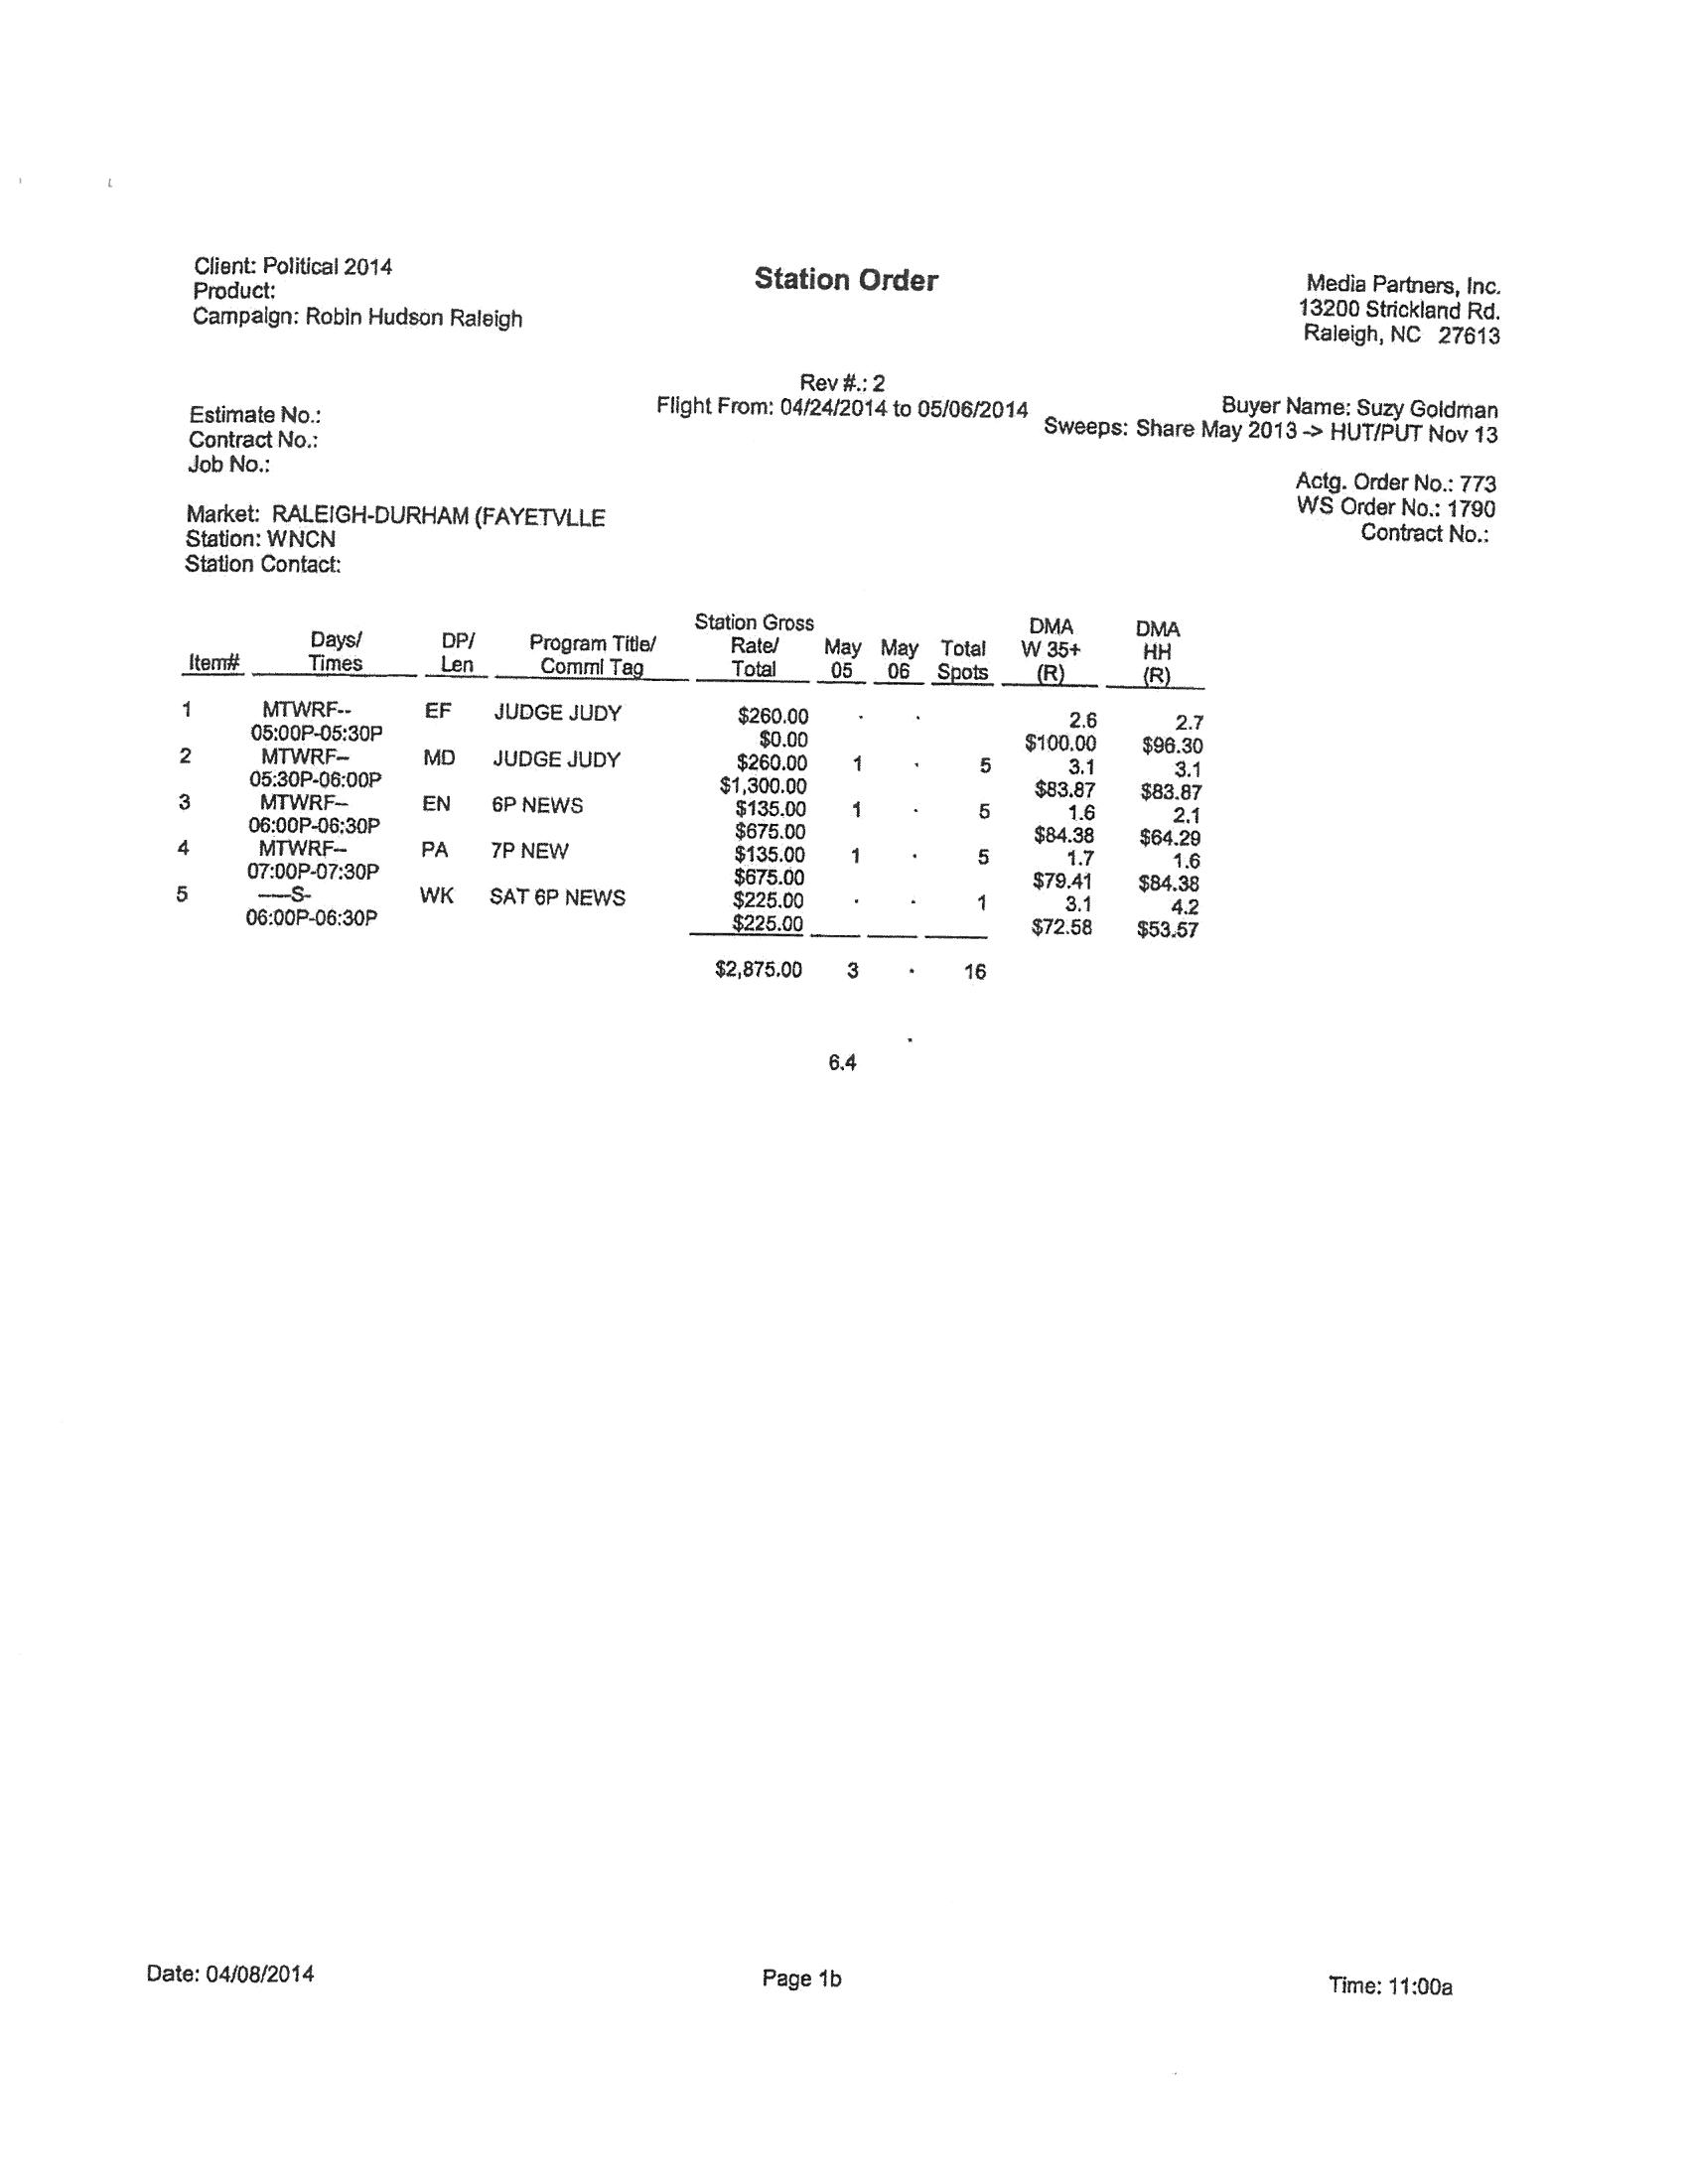 Client: Political 2014
Product:
Campaign: Robin Hudson Raleigh
Station Order
Media Partners, Inc.
13200 Strickland Rd.
Raleigh, NC 27613
Rev #.: 2
Flight From: 04/24/2014 to 05/06/2014
Buyer Name: Suzy Goldman
Sweeps: Share May 2013 -> HUT/PUT Nov 13
Estimate No.:
Contract No.:
Job No.:
Actg. Order No.: 773
WS Order No.: 1790
Contract No.:
Market: RALEIGH-DURHAM (FAYETVLLE
Station: WNCN
Station Contact:
Station Gross DMA DMA
Days/ DP/ Program Title/ Rate/ May May Total W 35+ HH
Item# Times Len Comml Tag Total 05 06 Spots (R) (R)
1 MTWRF-- EF JUDGE JUDY $260.00 . . 2.6 2.7
05:00P-05:30P $0.00 $100.00 $96.30
2 MTWRF-- MD JUDGE JUDY $260.00 1 . 5 3.1 3.1
05:30P-06:00P $1,300.00 $83.87 $83.87
3 MTWRF-- EN 6P NEWS $135.00 1 . 5 1.6 2.1
06:00P-06:30P $675.00 $84.38 $64.29
4 MTWRF-- PA 7P NEW $135.00 1 . 5 1.7 1.6
07:00P-07:30P $675.00 $79.41 $84.38
5 -----S- WK SAT 6P NEWS $225.00 . . 1 3.1 4.2
06:00P-06:30P $225.00 $72.58 $53.57
$2,875.00 3 . 16
6.4
Date: 04/08/2014
Page 1b
Time: 11:00a